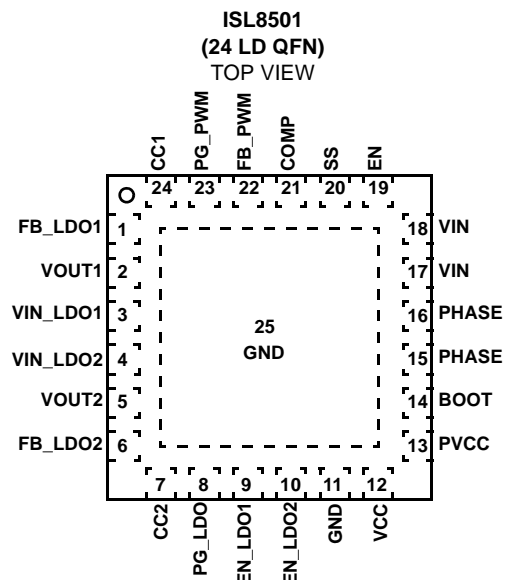 ISL8501
(24 LD QFN)
TOP VIEW
CC1
PG_PWM
FB_PWM
COMP
SS
EN
24
23
22
21
20
19
FB_LDO1 1
VOUT1 2
VIN_LDO1 3
VIN_LDO2 4
VOUT2 5
FB_LDO2 6
25
GND
18 VIN
17 VIN
16 PHASE
15 PHASE
14 BOOT
13 PVCC
7
8
9
10
11
12
CC2
PG_LDO
EN_LDO1
EN_LDO2
GND
VCC